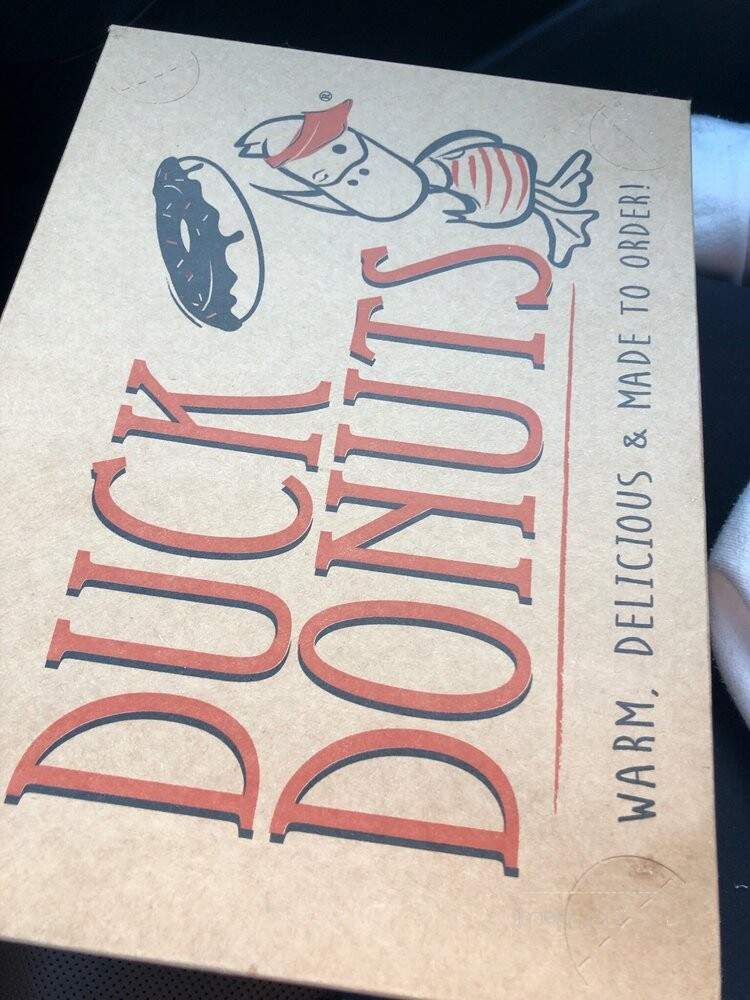 ®
DUCK
DONUTS
WARM, DELICIOUS & MADE TO ORDER!